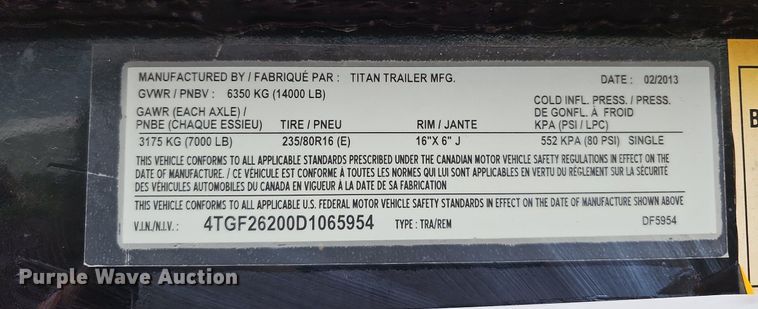 MANUFACTURED BY / FABRIQUÉ PAR : TITAN TRAILER MFG. DATE : 02/2013
GVWR / PNBV : 6350 KG (14000 LB)
GAWR (EACH AXLE) / PNBE (CHAQUE ESSIEU) TIRE / PNEU RIM / JANTE COLD INFL. PRESS. / PRESS. DE GONFL. À FROID KPA (PSI / LPC)
3175 KG (7000 LB) 235/80R16 (E) 16"X 6" J 552 KPA (80 PSI) SINGLE
THIS VEHICLE CONFORMS TO ALL APPLICABLE STANDARDS PRESCRIBED UNDER THE CANADIAN MOTOR VEHICLE SAFETY REGULATIONS IN EFFECT ON THE
DATE OF MANUFACTURE. / CE VÉHICULE EST CONFORME À TOUTES LES NORMES QUI LUI SONT APPLICABLES EN VERTU DU RÉGLEMENT SUR LA SÉCURITÉ
DES VÉHICULES AUTOMOBILES DU CANADA EN VIGUEUR À LA DATE DE SA FABRICATION
THIS VEHICLE CONFORMS TO ALL APPLICABLE U.S. FEDERAL MOTOR VEHICLE SAFETY STANDARDS IN EFFECT ON THE DATE OF MANUFACTURE SHOWN ABOVE
V.I.N./N.I.V. : 4TGF26200D1065954 TYPE : TRA/REM DF5954
Purple Wave Auction